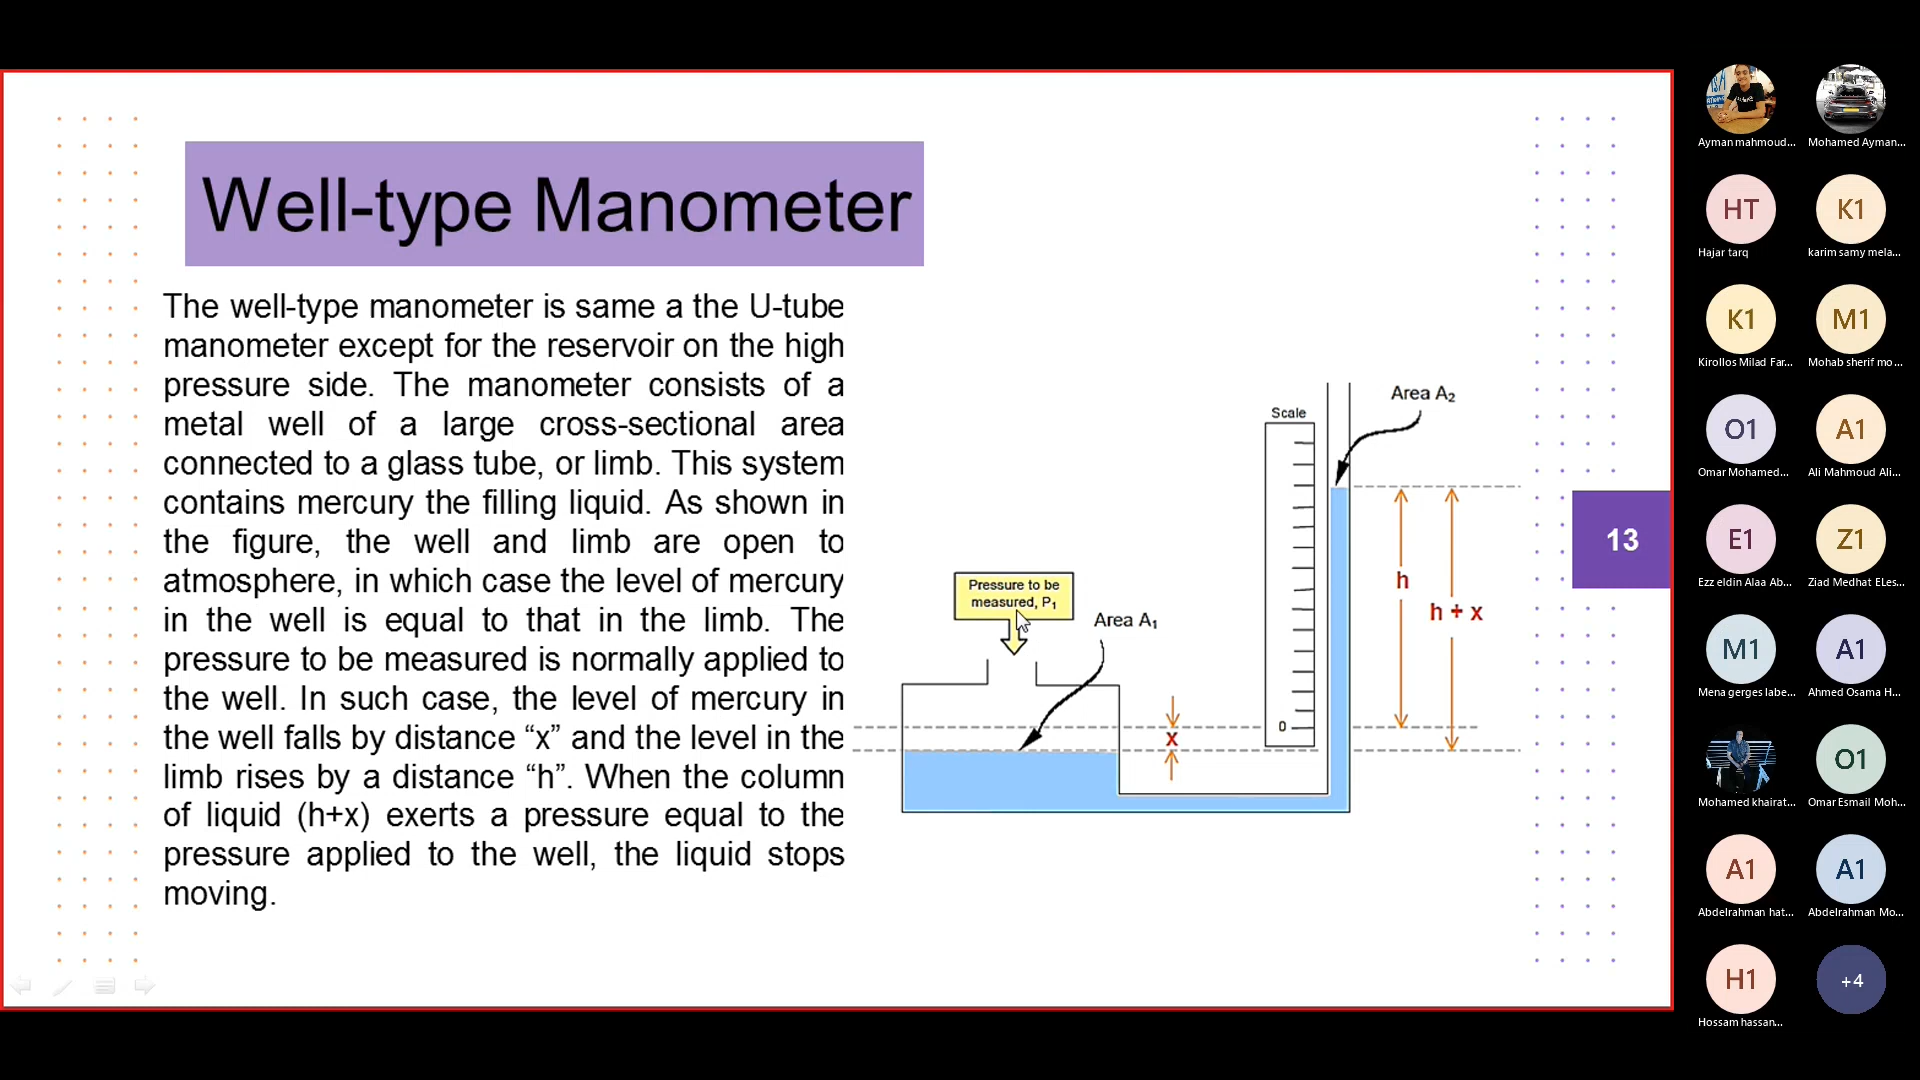 Well-type Manometer
The well-type manometer is same a the U-tube
manometer except for the reservoir on the high
pressure side. The manometer consists of a
metal well of a large cross-sectional area
connected to a glass tube, or limb. This system
contains mercury the filling liquid. As shown in
the figure, the well and limb are open to
atmosphere, in which case the level of mercury
in the well is equal to that in the limb. The
pressure to be measured is normally applied to
the well. In such case, the level of mercury in
the well falls by distance “x” and the level in the
limb rises by a distance “h”. When the column
of liquid (h+x) exerts a pressure equal to the
pressure applied to the well, the liquid stops
moving.
Pressure to be
measured, P₁
Area A₁
Scale
Area A₂
h
h + x
x
0
13
Ayman mahmoud...
Mohamed Ayman...
HT
Hajar tarq
K1
karim samy mela...
K1
Kirollos Milad Far...
M1
Mohab sherif mo...
O1
Omar Mohamed...
A1
Ali Mahmoud Ali...
E1
Ezz eldin Alaa Ab...
Z1
Ziad Medhat ELes...
M1
Mena gerges labe...
A1
Ahmed Osama H...
Mohamed khairat...
O1
Omar Esmail Moh...
A1
Abdelrahman hat...
A1
Abdelrahman Mo...
H1
Hossam hassan...
+4